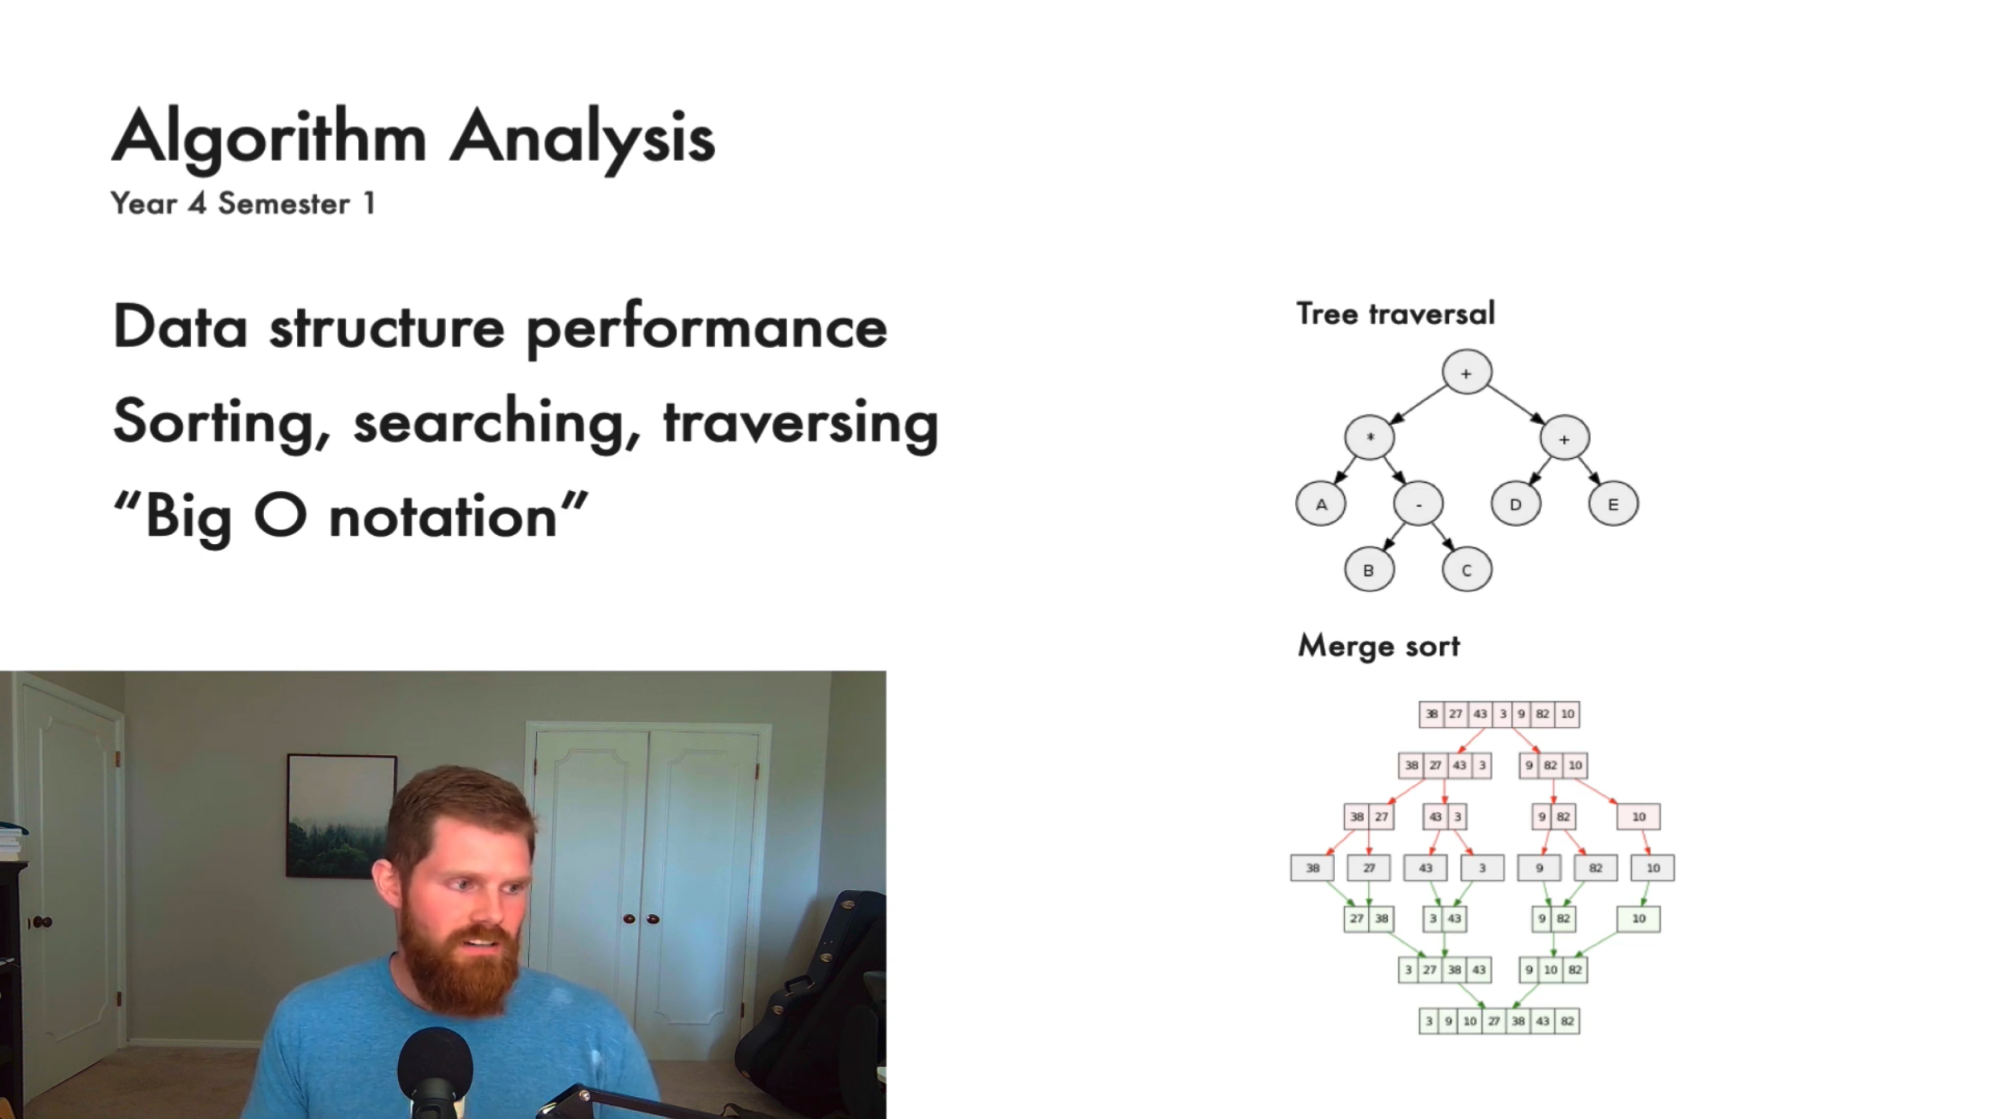 Algorithm Analysis
Year 4 Semester 1
Data structure performance
Sorting, searching, traversing
“Big O notation”
Tree traversal
+
* +
A - D E
B C
Merge sort
38 27 43 3 9 82 10
38 27 43 3 9 82 10
38 27 43 3 9 82 10
38 27 43 3 9 82 10
27 38 3 43 9 82 10
3 27 38 43 9 10 82
3 9 10 27 38 43 82